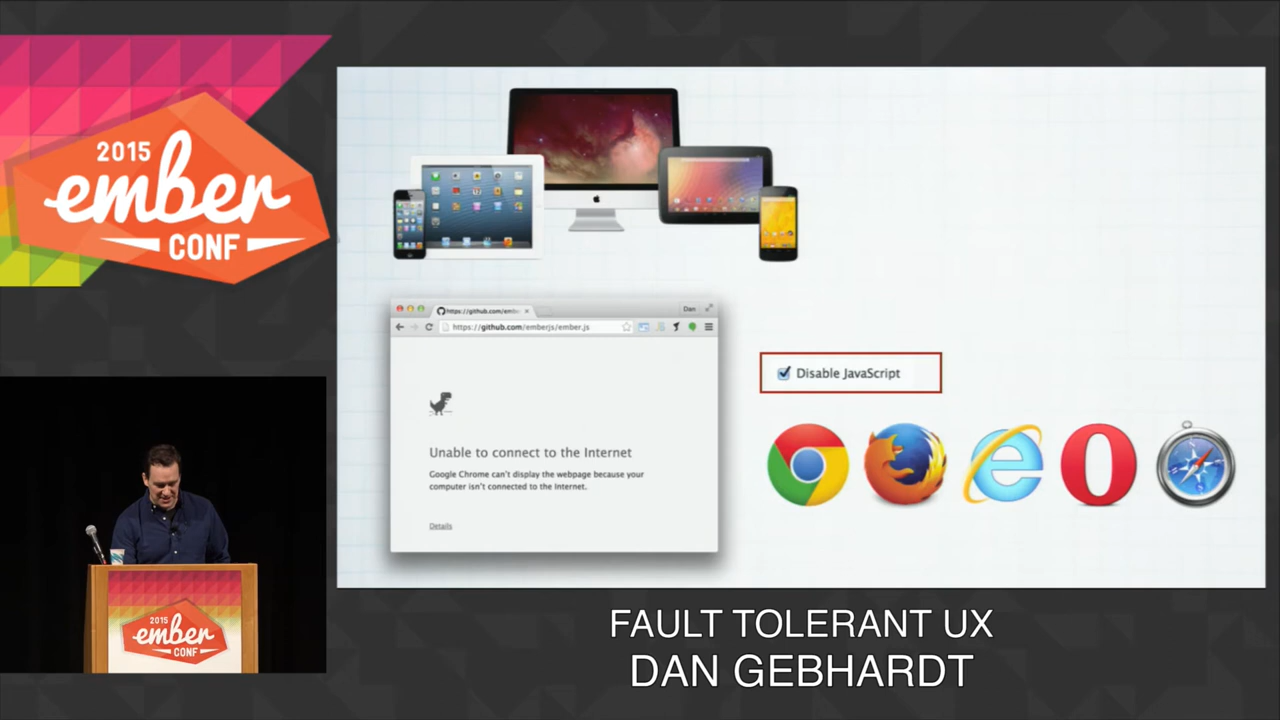 2015
ember
CONF
https://github.com/embe
Dan
https://github.com/emberjs/ember.js
Unable to connect to the Internet
Google Chrome can't display the webpage because your
computer isn't connected to the Internet.
Details
Disable JavaScript
2015
ember
CONF
FAULT TOLERANT UX
DAN GEBHARDT